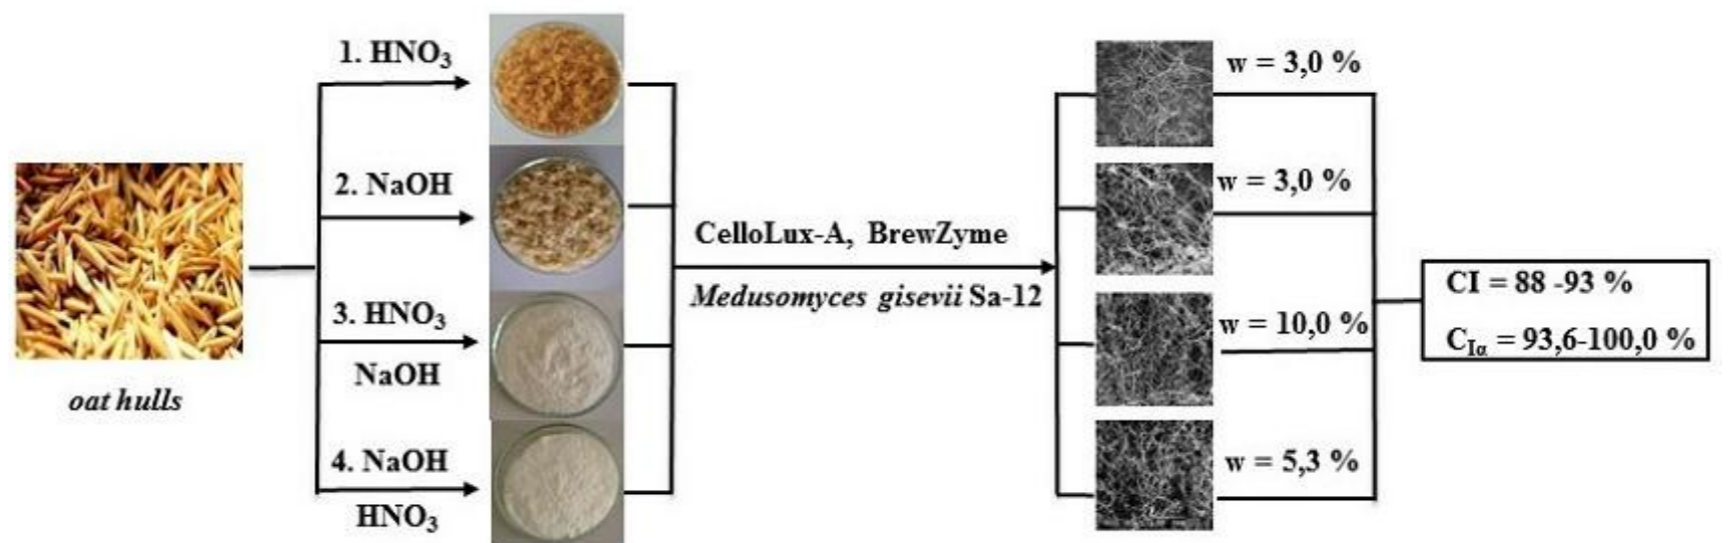 oat hulls
1. HNO₃
2. NaOH
3. HNO₃
NaOH
4. NaOH
HNO₃
CelloLux-A, BrewZyme
Medusomyces gisevii Sa-12
w = 3,0 %
w = 3,0 %
w = 10,0 %
w = 5,3 %
CI = 88 -93 %
C_Iα = 93,6-100,0 %